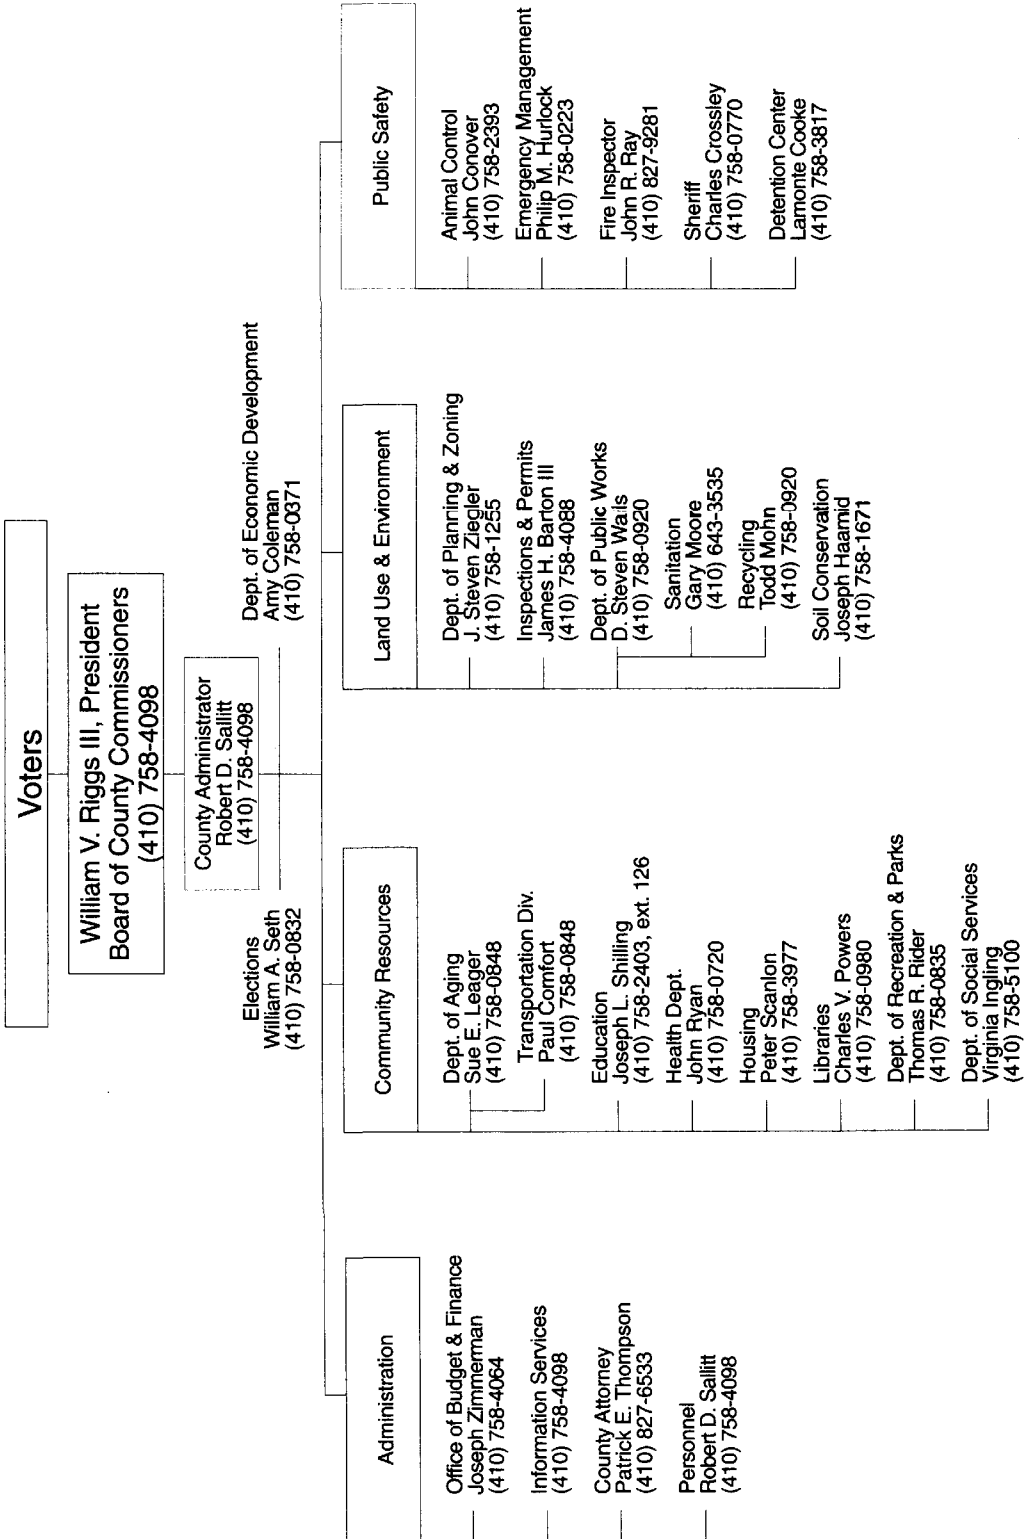 Voters
William V. Riggs III, President
Board of County Commissioners
(410) 758-4098
County Administrator
Robert D. Sallitt
(410) 758-4098
Elections
William A. Seth
(410) 758-0832
Dept. of Economic Development
Amy Coleman
(410) 758-0371
Administration
Office of Budget & Finance
Joseph Zimmerman
(410) 758-4064
Information Services
(410) 758-4098
County Attorney
Patrick E. Thompson
(410) 827-6533
Personnel
Robert D. Sallitt
(410) 758-4098
Community Resources
Dept. of Aging
Sue E. Leager
(410) 758-0848
Transportation Div.
Paul Comfort
(410) 758-0848
Education
Joseph L. Shilling
(410) 758-2403, ext. 126
Health Dept.
John Ryan
(410) 758-0720
Housing
Peter Scanlon
(410) 758-3977
Libraries
Charles V. Powers
(410) 758-0980
Dept. of Recreation & Parks
Thomas R. Rider
(410) 758-0835
Dept. of Social Services
Virginia Ingling
(410) 758-5100
Land Use & Environment
Dept. of Planning & Zoning
J. Steven Ziegler
(410) 758-1255
Inspections & Permits
James H. Barton III
(410) 758-4088
Dept. of Public Works
D. Steven Walls
(410) 758-0920
Sanitation
Gary Moore
(410) 643-3535
Recycling
Todd Mohn
(410) 758-0920
Soil Conservation
Joseph Haamid
(410) 758-1671
Public Safety
Animal Control
John Conover
(410) 758-2393
Emergency Management
Philip M. Hurlock
(410) 758-0223
Fire Inspector
John R. Ray
(410) 827-9281
Sheriff
Charles Crossley
(410) 758-0770
Detention Center
Lamonte Cooke
(410) 758-3817